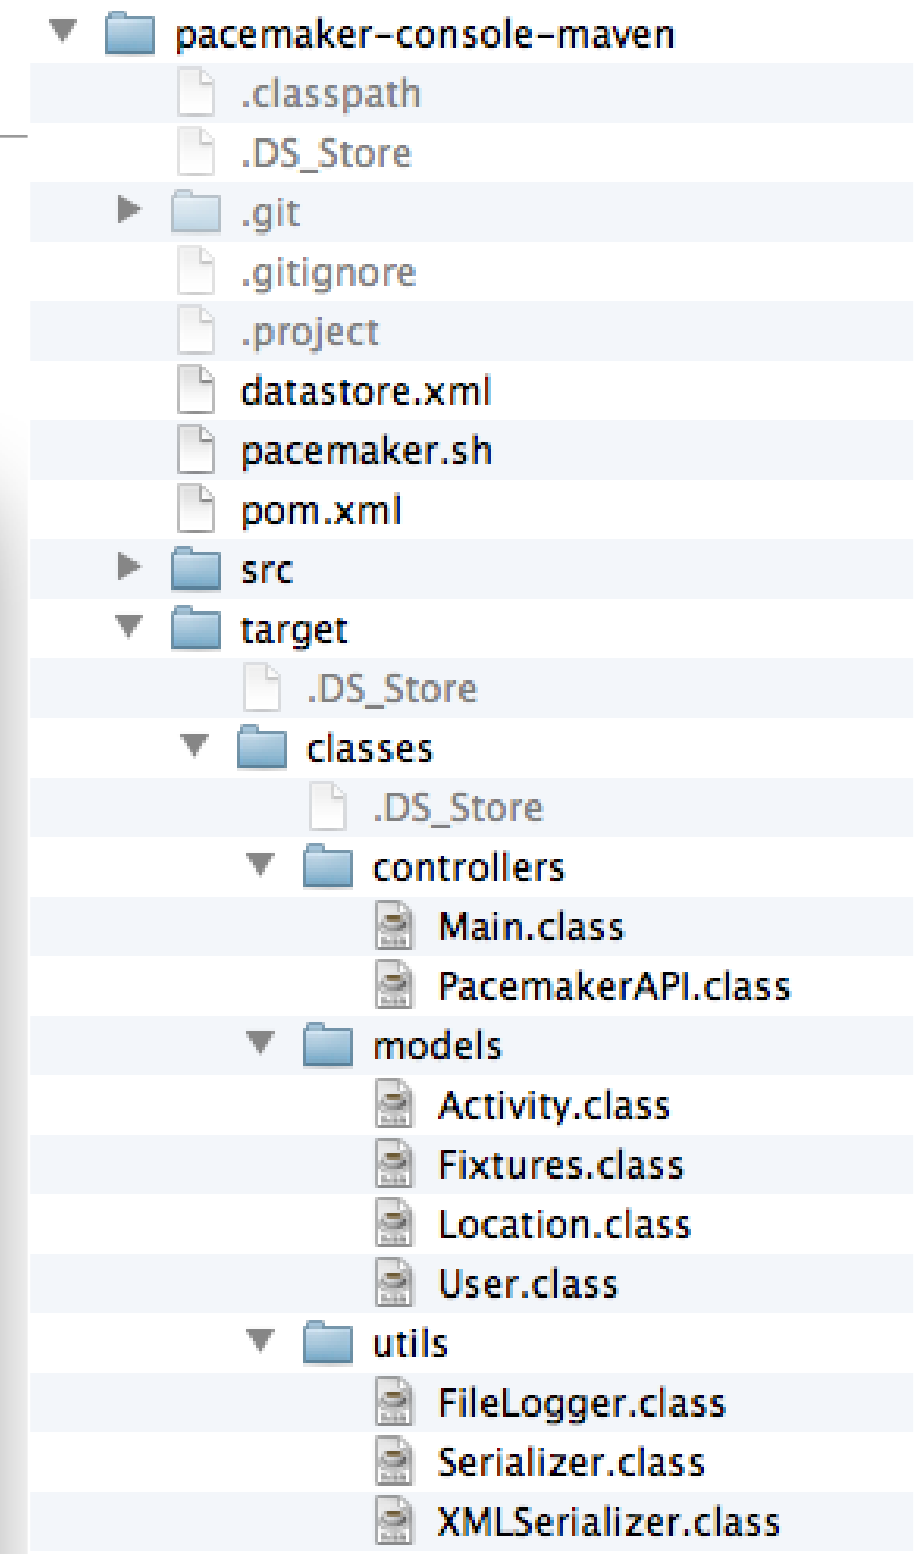 pacemaker-console-maven
.classpath
.DS_Store
.git
.gitignore
.project
datastore.xml
pacemaker.sh
pom.xml
src
target
.DS_Store
classes
.DS_Store
controllers
Main.class
PacemakerAPI.class
models
Activity.class
Fixtures.class
Location.class
User.class
utils
FileLogger.class
Serializer.class
XMLSerializer.class